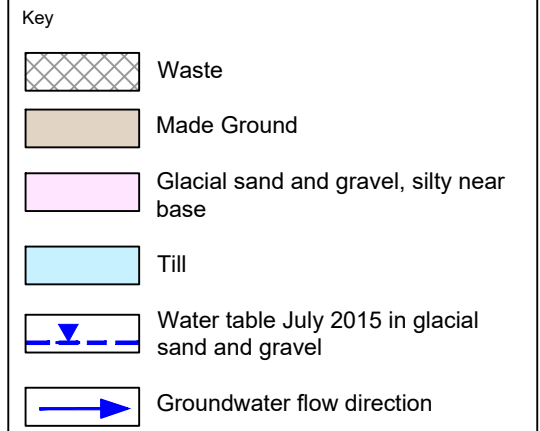 Key
Waste
Made Ground
Glacial sand and gravel, silty near
base
Till
Water table July 2015 in glacial
sand and gravel
Groundwater flow direction